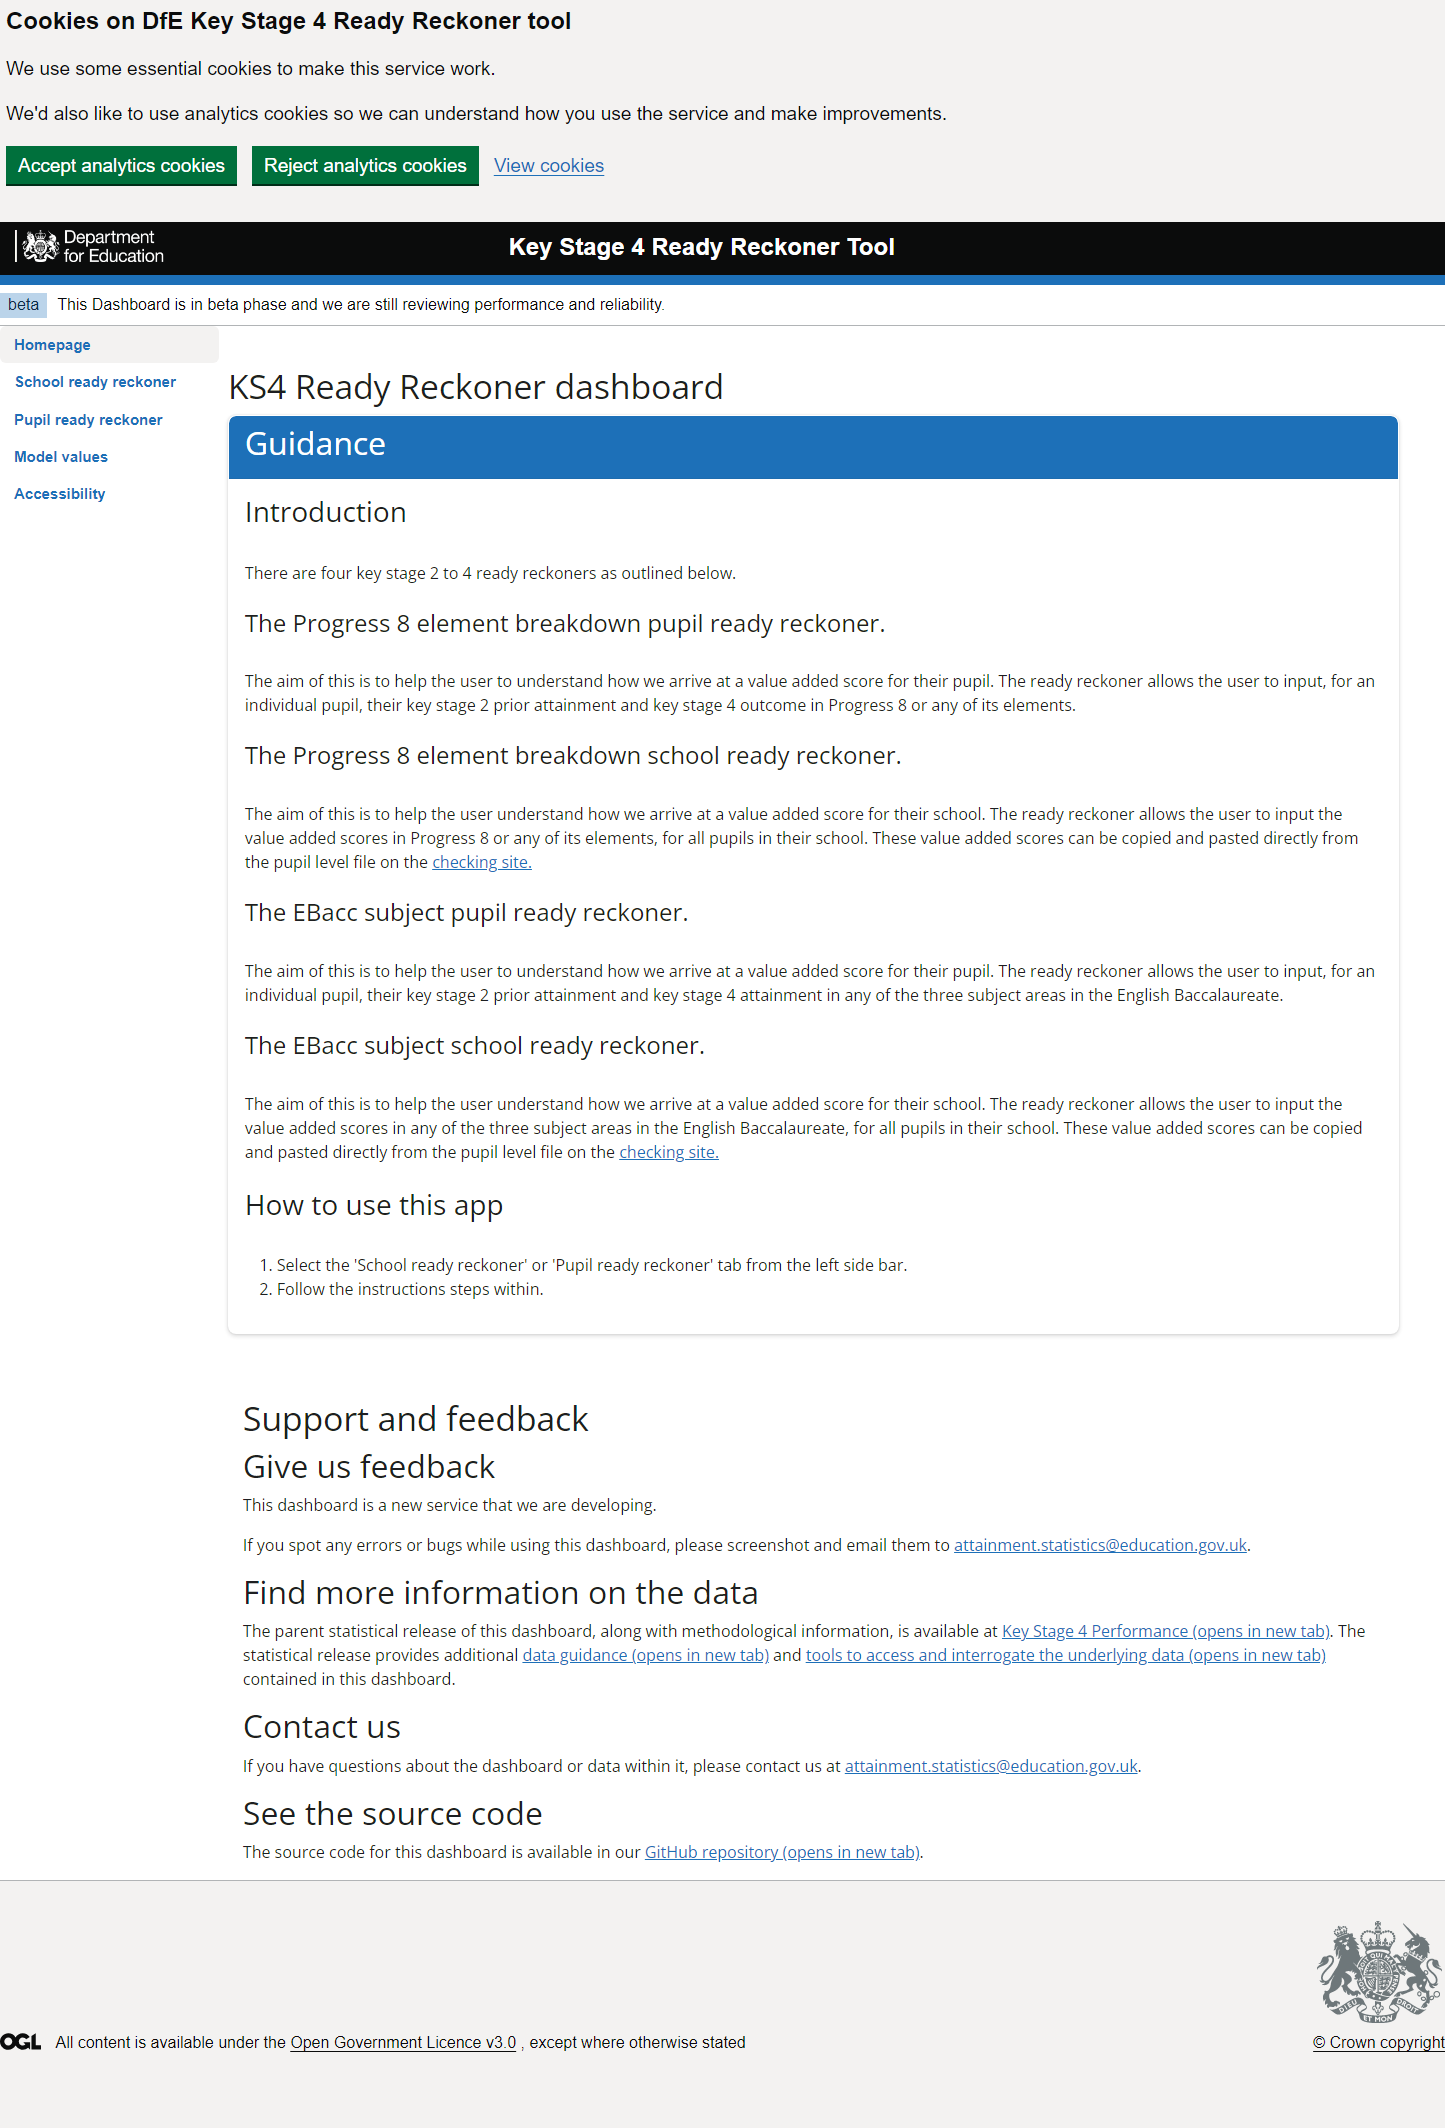 Cookies on DfE Key Stage 4 Ready Reckoner tool
We use some essential cookies to make this service work.
We'd also like to use analytics cookies so we can understand how you use the service and make improvements.
Accept analytics cookies Reject analytics cookies View cookies
Department
for Education
Key Stage 4 Ready Reckoner Tool
beta This Dashboard is in beta phase and we are still reviewing performance and reliability.
Homepage
School ready reckoner
Pupil ready reckoner
Model values
Accessibility
KS4 Ready Reckoner dashboard
Guidance
Introduction
There are four key stage 2 to 4 ready reckoners as outlined below.
The Progress 8 element breakdown pupil ready reckoner.
The aim of this is to help the user to understand how we arrive at a value added score for their pupil. The ready reckoner allows the user to input, for an
individual pupil, their key stage 2 prior attainment and key stage 4 outcome in Progress 8 or any of its elements.
The Progress 8 element breakdown school ready reckoner.
The aim of this is to help the user understand how we arrive at a value added score for their school. The ready reckoner allows the user to input the
value added scores in Progress 8 or any of its elements, for all pupils in their school. These value added scores can be copied and pasted directly from
the pupil level file on the checking site.
The EBacc subject pupil ready reckoner.
The aim of this is to help the user to understand how we arrive at a value added score for their pupil. The ready reckoner allows the user to input, for an
individual pupil, their key stage 2 prior attainment and key stage 4 attainment in any of the three subject areas in the English Baccalaureate.
The EBacc subject school ready reckoner.
The aim of this is to help the user understand how we arrive at a value added score for their school. The ready reckoner allows the user to input the
value added scores in any of the three subject areas in the English Baccalaureate, for all pupils in their school. These value added scores can be copied
and pasted directly from the pupil level file on the checking site.
How to use this app
1. Select the 'School ready reckoner' or 'Pupil ready reckoner' tab from the left side bar.
2. Follow the instructions steps within.
Support and feedback
Give us feedback
This dashboard is a new service that we are developing.
If you spot any errors or bugs while using this dashboard, please screenshot and email them to attainment.statistics@education.gov.uk.
Find more information on the data
The parent statistical release of this dashboard, along with methodological information, is available at Key Stage 4 Performance (opens in new tab). The
statistical release provides additional data guidance (opens in new tab) and tools to access and interrogate the underlying data (opens in new tab)
contained in this dashboard.
Contact us
If you have questions about the dashboard or data within it, please contact us at attainment.statistics@education.gov.uk.
See the source code
The source code for this dashboard is available in our GitHub repository (opens in new tab).
DIEU ET MON DROIT
OGL All content is available under the Open Government Licence v3.0 , except where otherwise stated
© Crown copyright